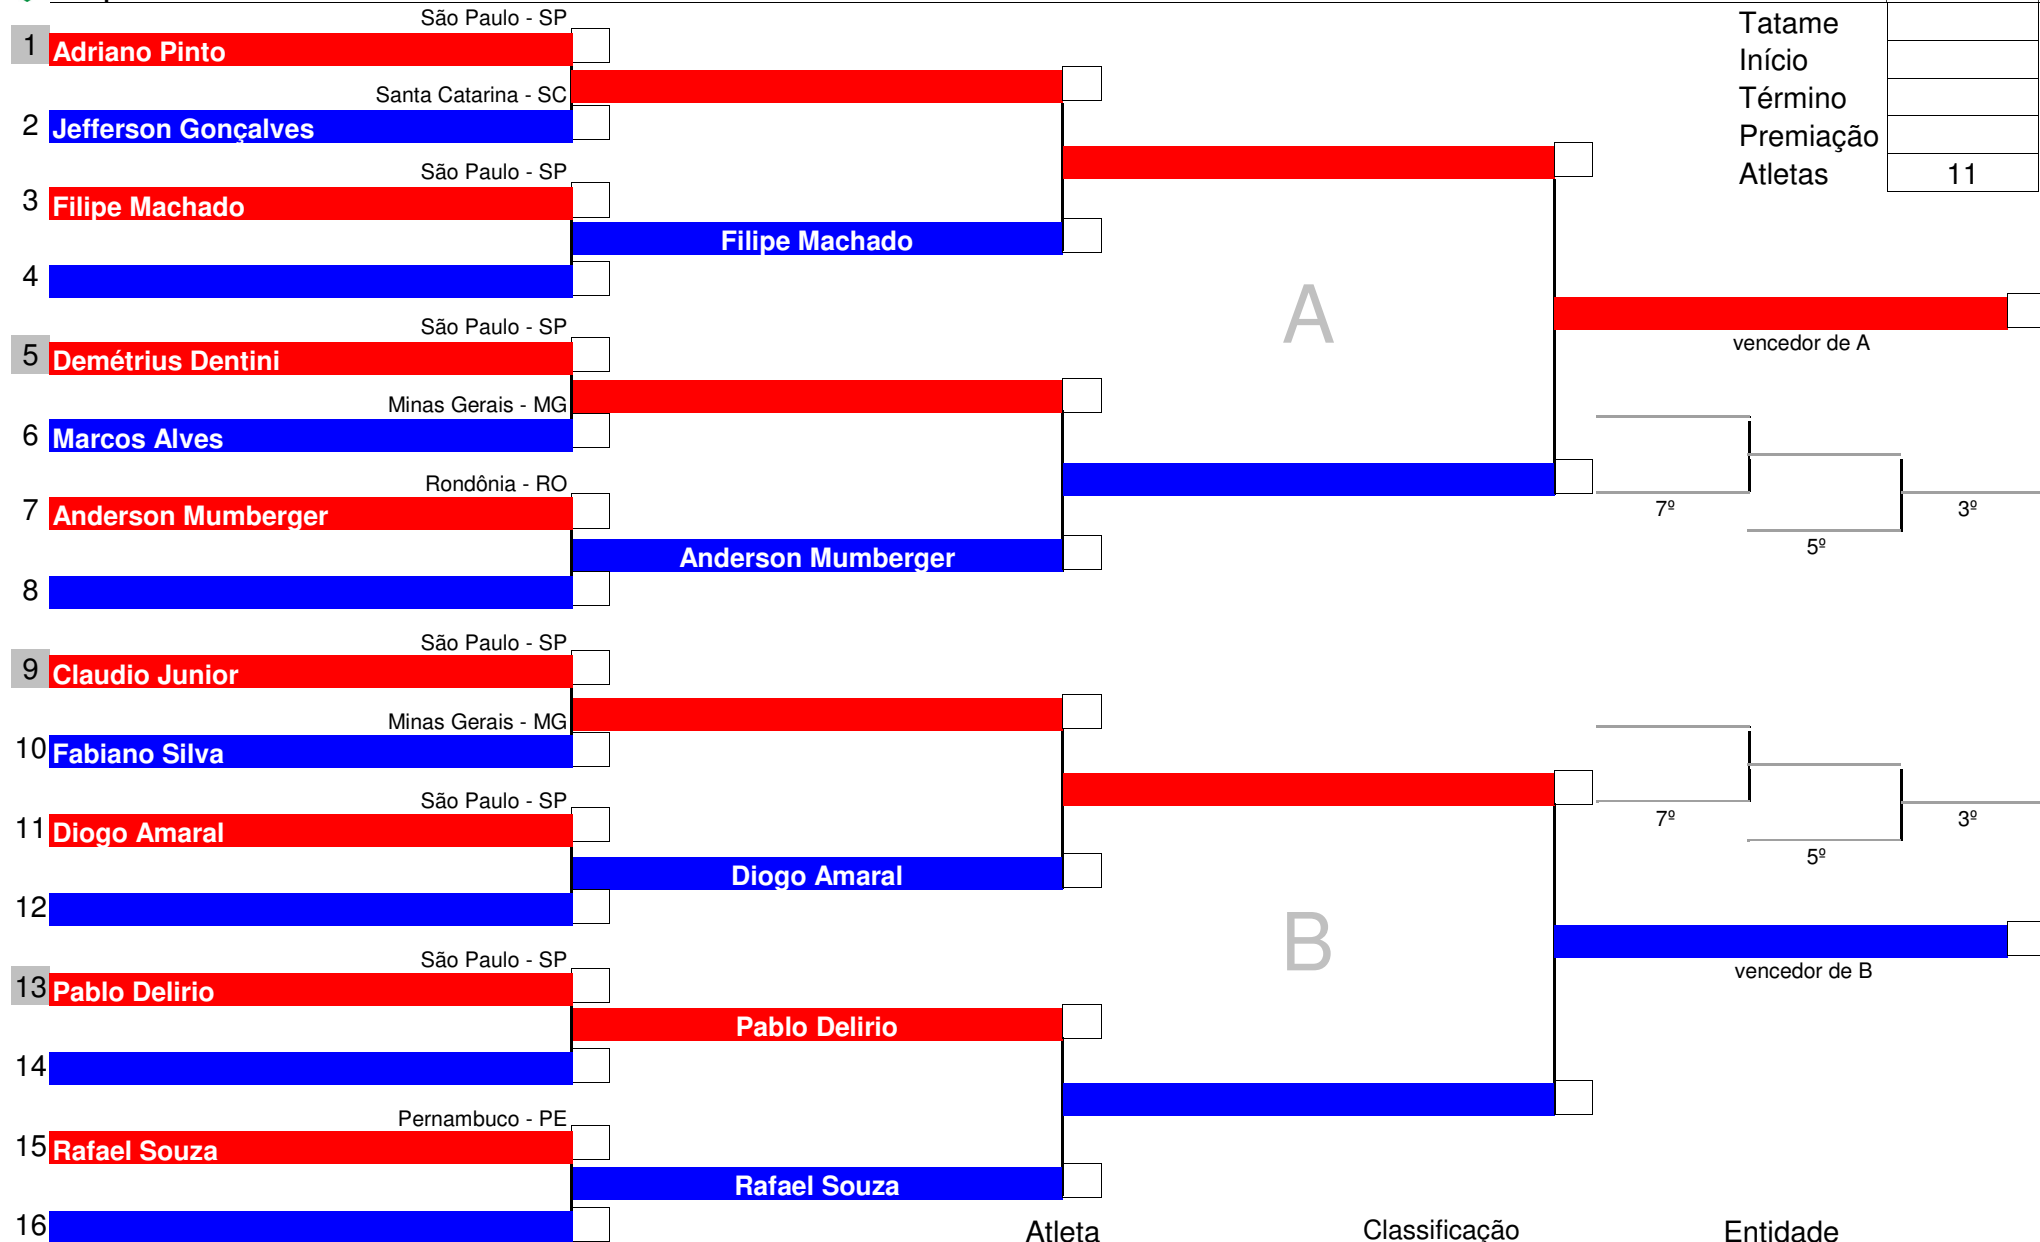 São Paulo - SP
1 Adriano Pinto
Santa Catarina - SC
2 Jefferson Gonçalves
São Paulo - SP
3 Filipe Machado
Filipe Machado
4
São Paulo - SP
5 Demétrius Dentini
Minas Gerais - MG
6 Marcos Alves
Rondônia - RO
7 Anderson Mumberger
Anderson Mumberger
8
São Paulo - SP
9 Claudio Junior
Minas Gerais - MG
10 Fabiano Silva
São Paulo - SP
11 Diogo Amaral
Diogo Amaral
12
São Paulo - SP
13 Pablo Delirio
Pablo Delirio
14
Pernambuco - PE
15 Rafael Souza
Rafael Souza
16
A
B
Tatame
Início
Término
Premiação
Atletas 11
vencedor de A
7º 3º
5º
7º 3º
5º
vencedor de B
Atleta Classificação Entidade